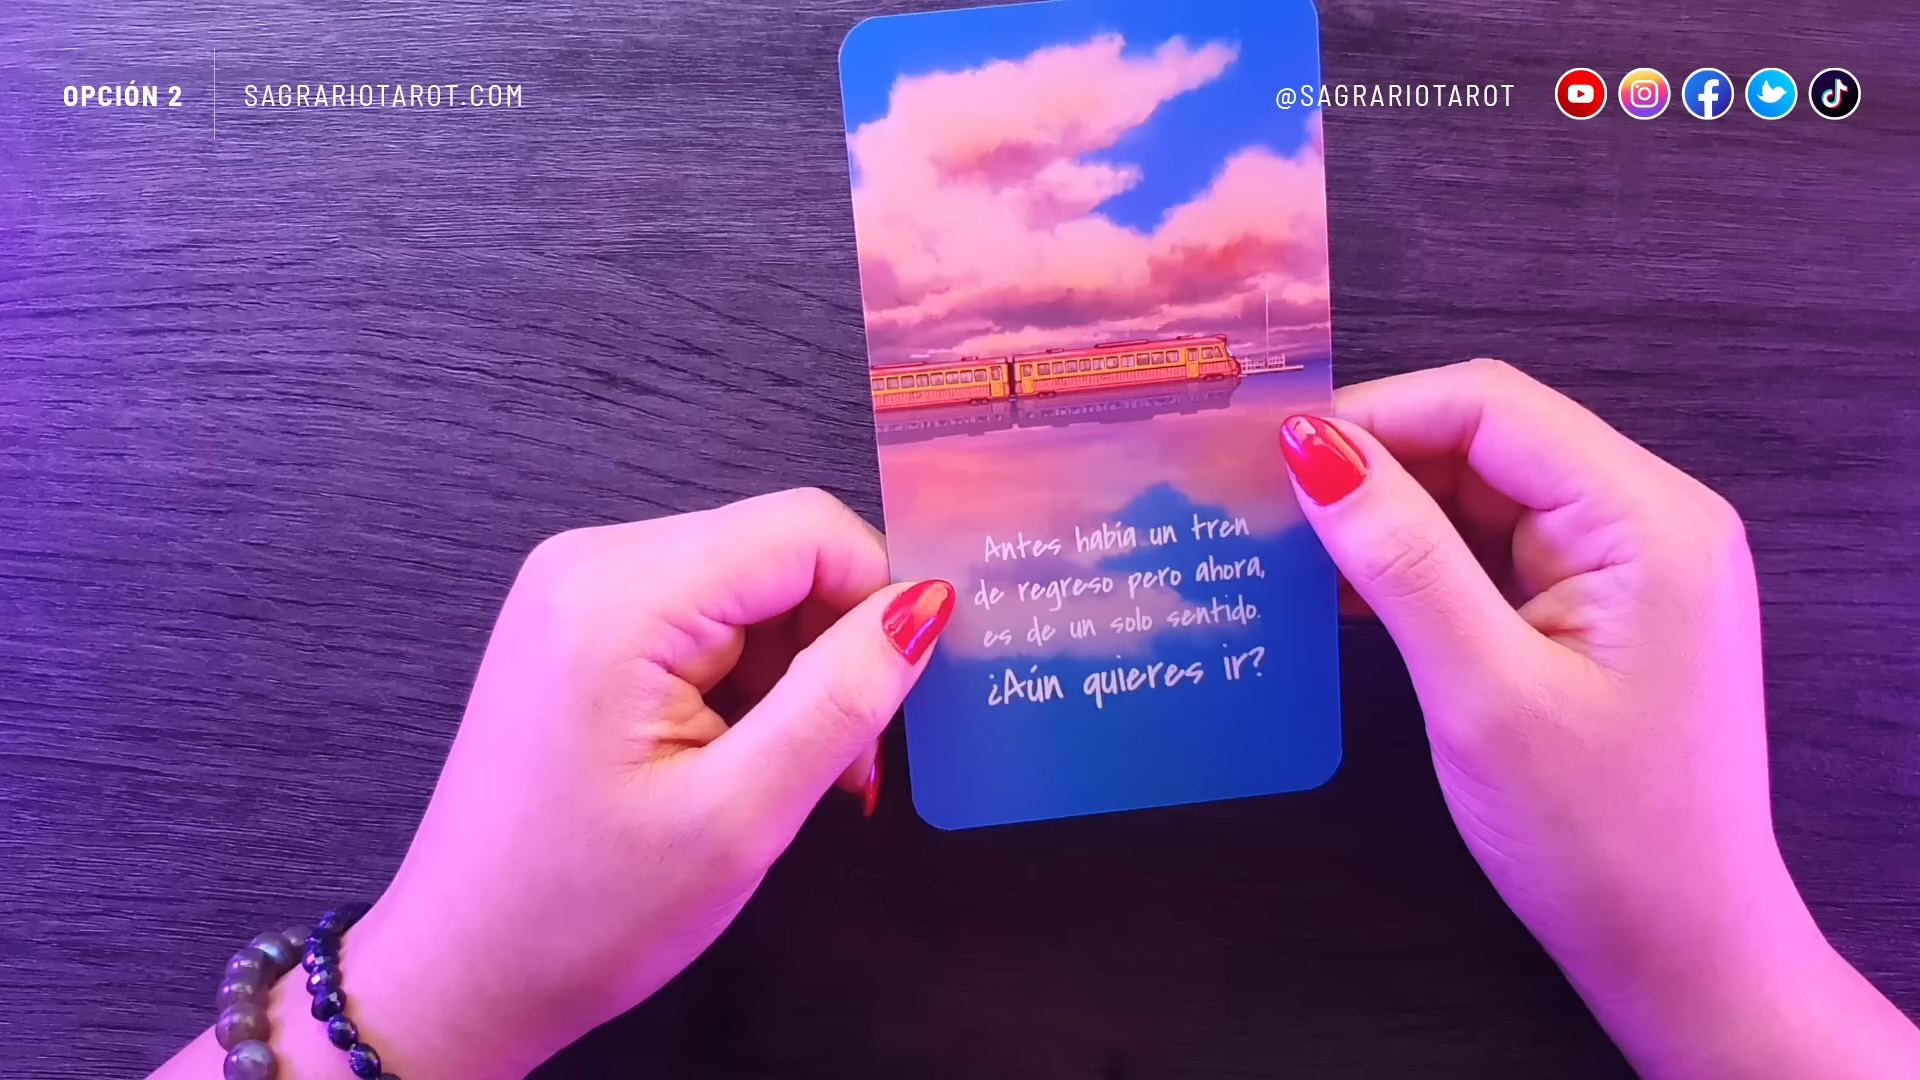 OPCIÓN 2
SAGRARIOTAROT.COM
@SAGRARIOTAROT
Antes había un tren
de regreso pero ahora,
es de un solo sentido.
¿Aún quieres ir?